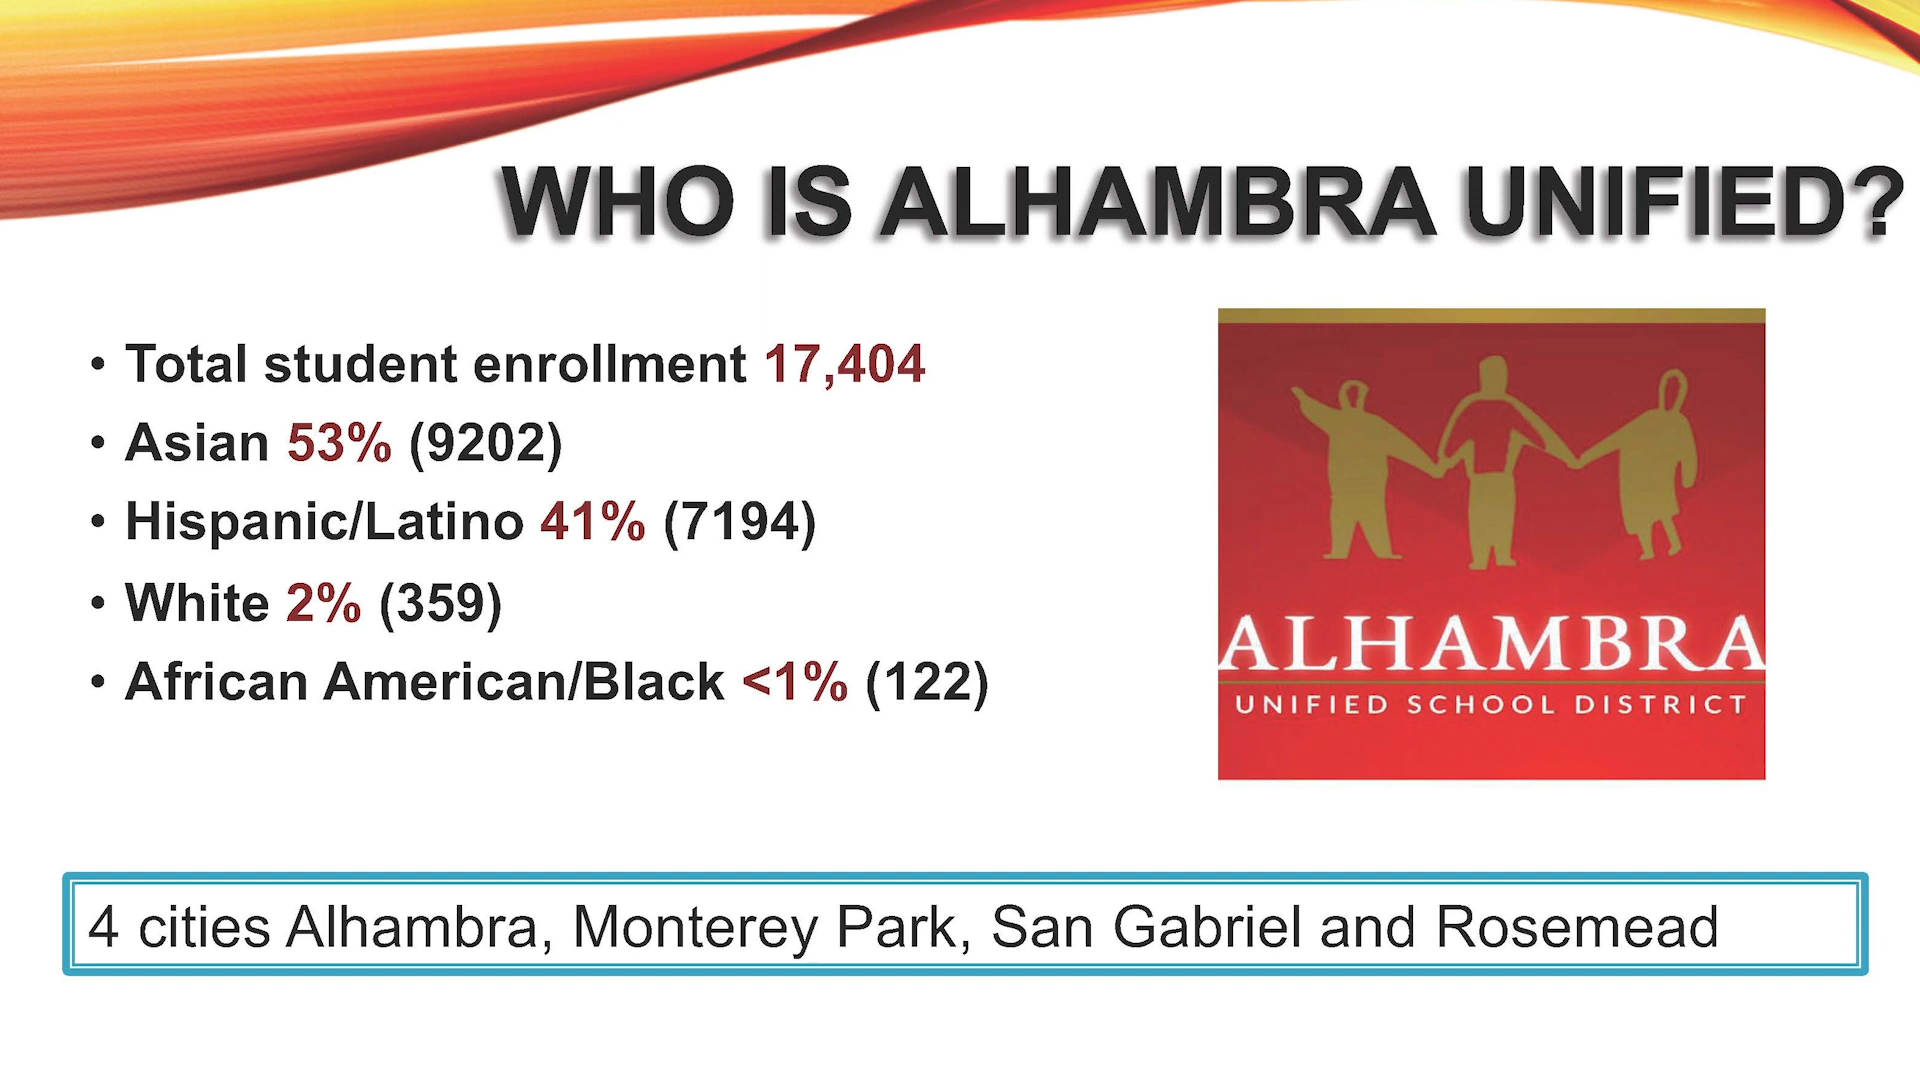 WHO IS ALHAMBRA UNIFIED?
• Total student enrollment 17,404
• Asian 53% (9202)
• Hispanic/Latino 41% (7194)
• White 2% (359)
• African American/Black <1% (122)
ALHAMBRA
UNIFIED SCHOOL DISTRICT
4 cities Alhambra, Monterey Park, San Gabriel and Rosemead